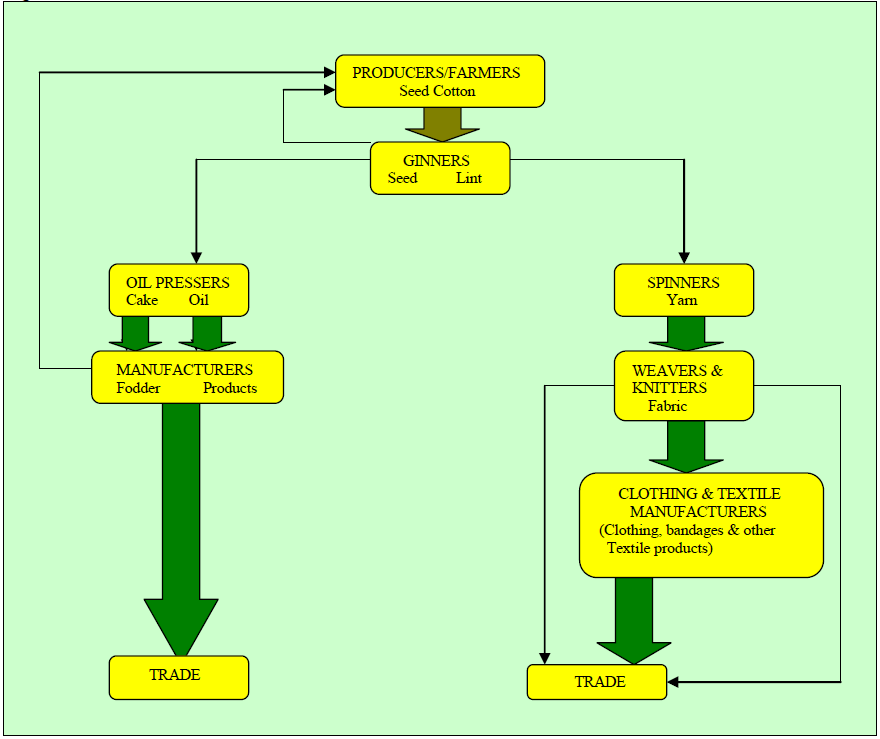 PRODUCERS/FARMERS
Seed Cotton
GINNERS
Seed Lint
OIL PRESSERS
Cake Oil
MANUFACTURERS
Fodder Products
TRADE
SPINNERS
Yarn
WEAVERS &
KNITTERS
Fabric
CLOTHING & TEXTILE
MANUFACTURERS
(Clothing, bandages & other
Textile products)
TRADE